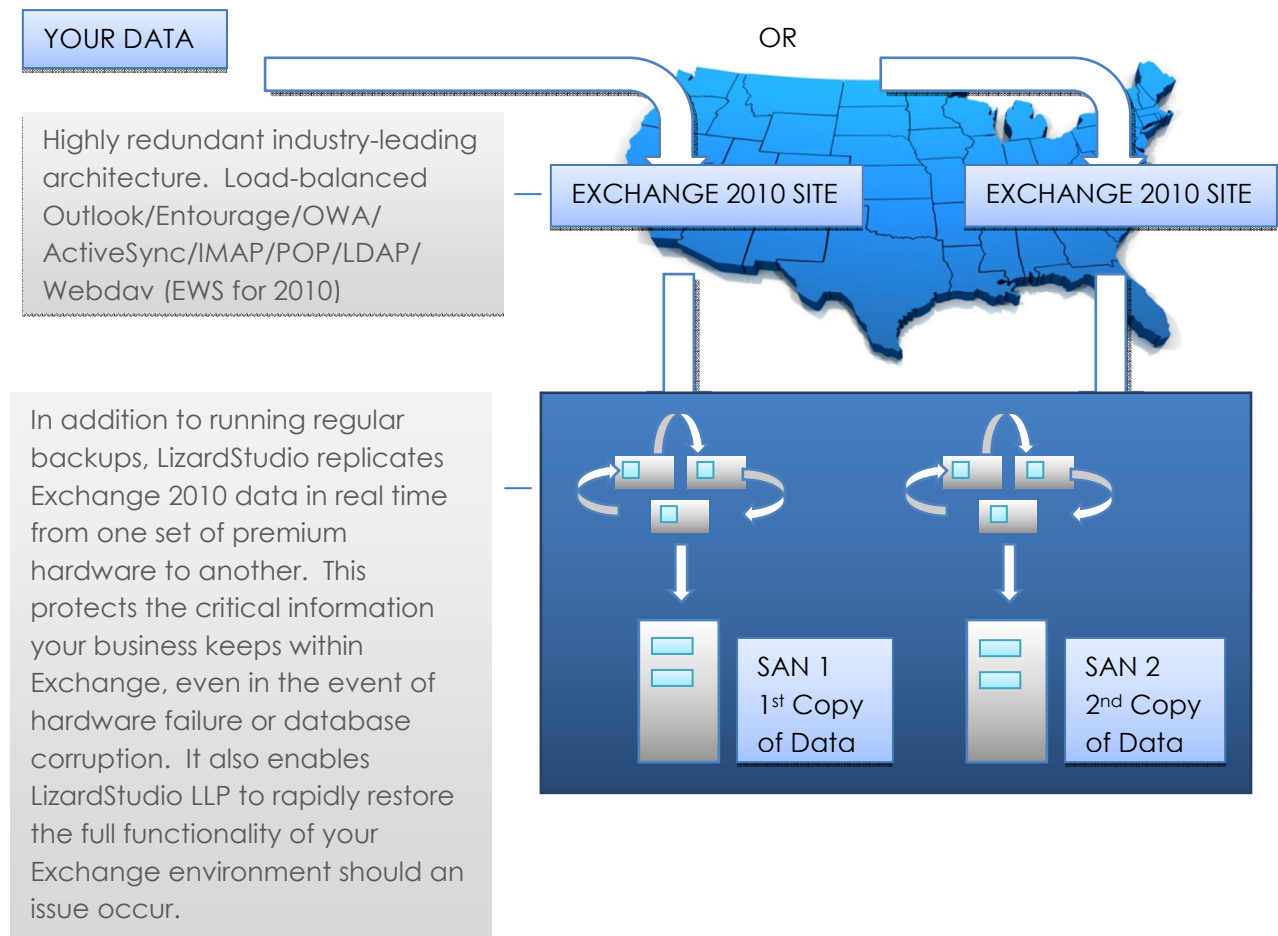 YOUR DATA
OR
Highly redundant industry-leading
architecture.  Load-balanced
Outlook/Entourage/OWA/
ActiveSync/IMAP/POP/LDAP/
Webdav (EWS for 2010)
EXCHANGE 2010 SITE
EXCHANGE 2010 SITE
In addition to running regular
backups, LizardStudio replicates
Exchange 2010 data in real time
from one set of premium
hardware to another.  This
protects the critical information
your business keeps within
Exchange, even in the event of
hardware failure or database
corruption.  It also enables
LizardStudio LLP to rapidly restore
the full functionality of your
Exchange environment should an
issue occur.
SAN 1
1st Copy
of Data
SAN 2
2nd Copy
of Data